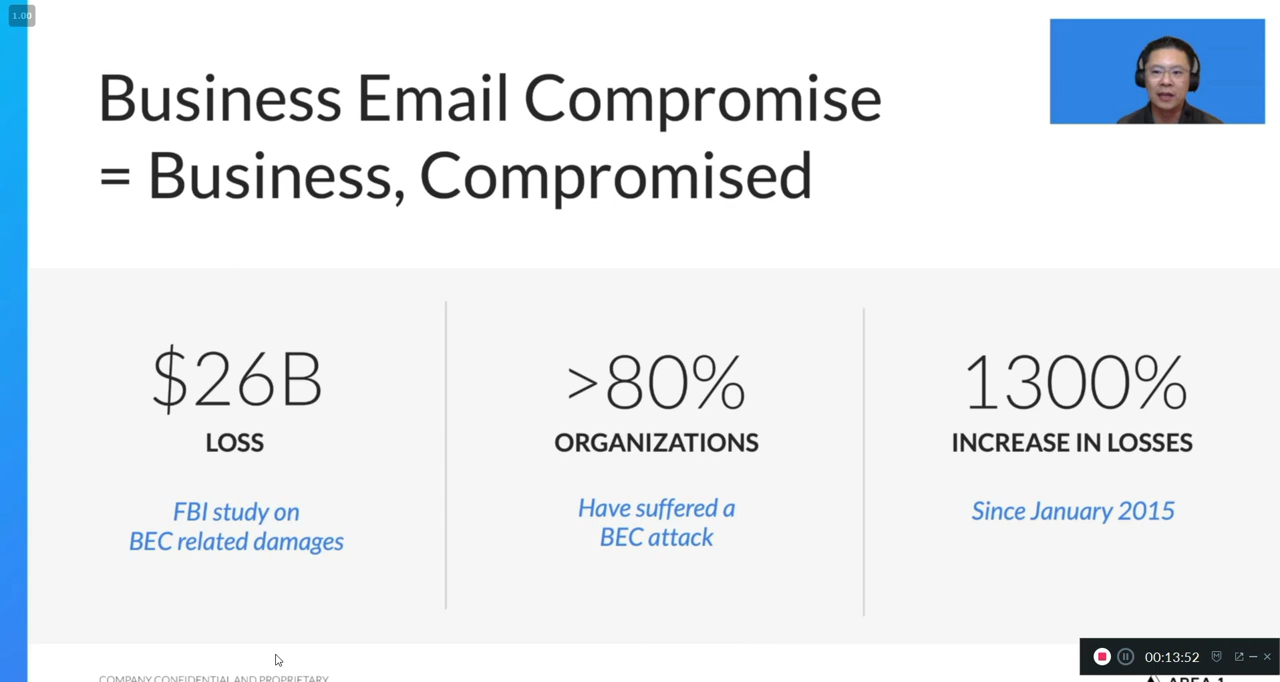 1.00
Business Email Compromise
= Business, Compromised
$26B
LOSS
FBI study on
BEC related damages
>80%
ORGANIZATIONS
Have suffered a
BEC attack
1300%
INCREASE IN LOSSES
Since January 2015
00:13:52
COMPANY CONFIDENTIAL AND PROPRIETARY
AREA 1